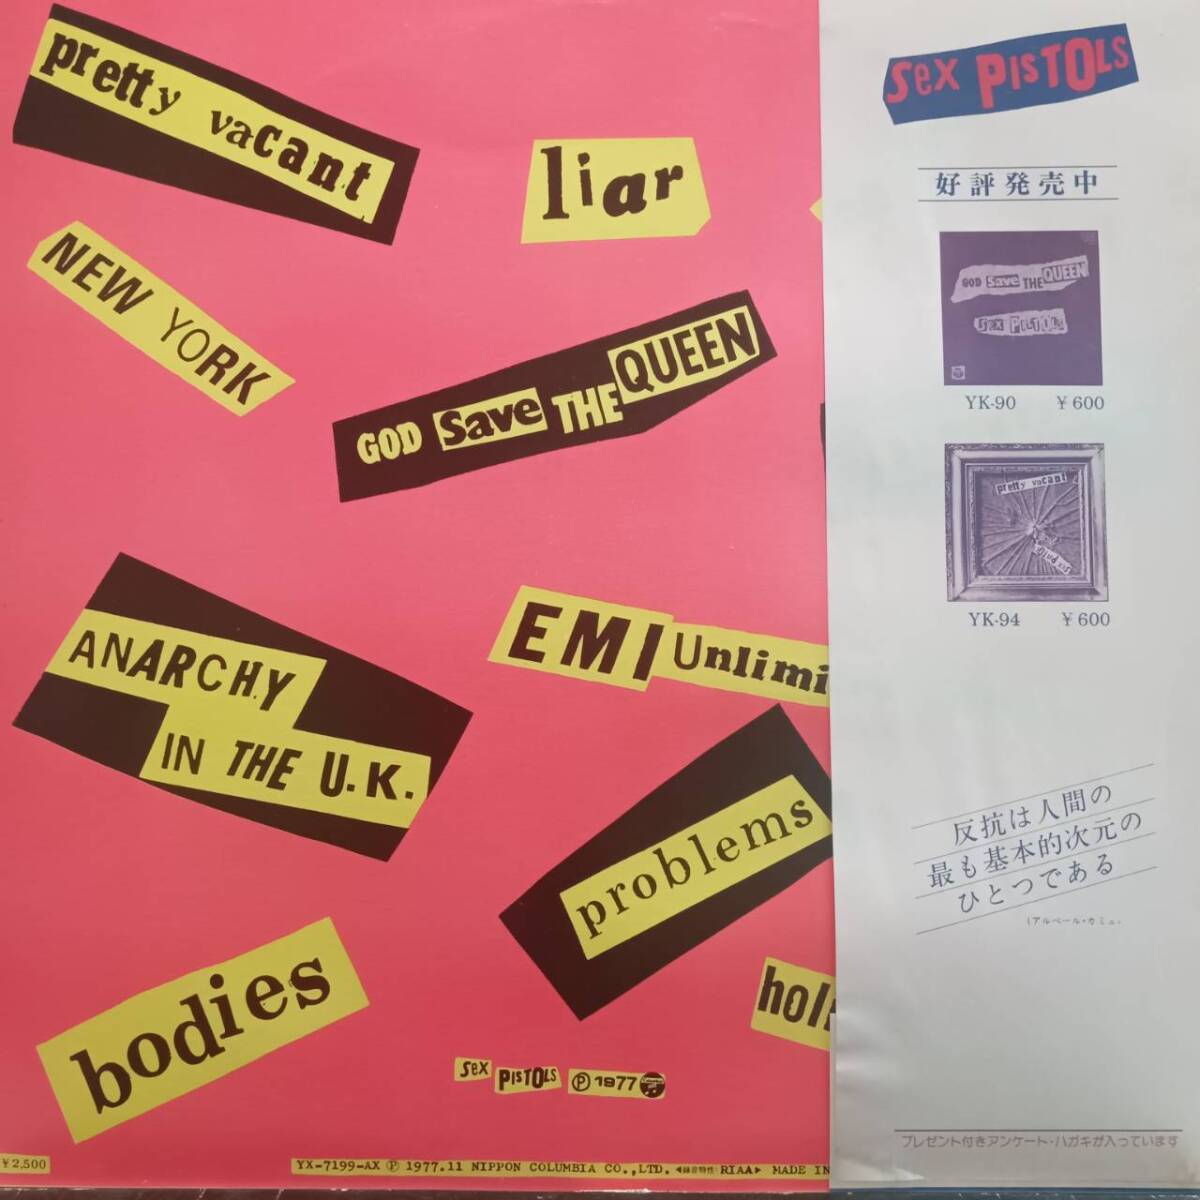 pretty vacant
liar
NEW YORK
GOD Save THE QUEEN
ANARCHY
IN THE U.K.
EMI Unlimi
problems
bodies
holi
Sex PISTOLS ℗ 1977
¥2,500
YX-7199-AX ℗ 1977.11 NIPPON COLUMBIA CO.,LTD. ◀録音特性:RIAA▶ MADE IN
Sex PISTOLS
好評発売中
GOD Save THE QUEEN
SEX PISTOLS
YK-90 ¥600
pretty vacant
YK-94 ¥600
反抗は人間の
最も基本的次元の
ひとつである
(アルベール・カミュ)
プレゼント付きアンケート・ハガキが入っています